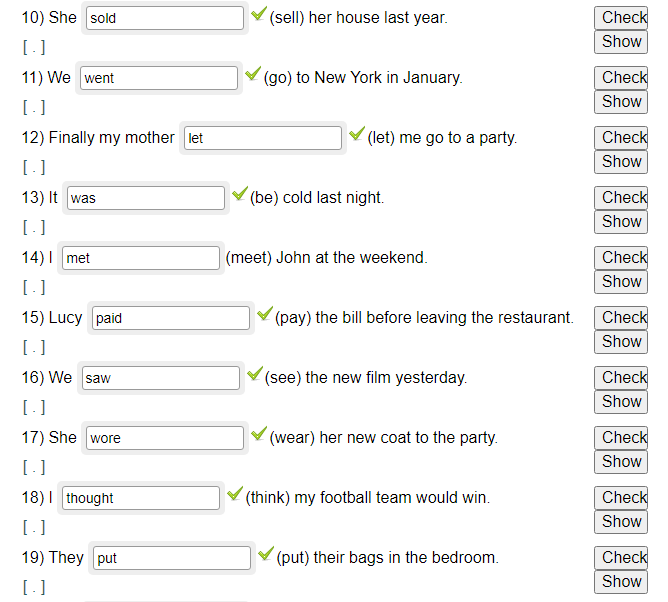 10) She sold (sell) her house last year. Check
[ . ] Show
11) We went (go) to New York in January. Check
[ . ] Show
12) Finally my mother let (let) me go to a party. Check
[ . ] Show
13) It was (be) cold last night. Check
[ . ] Show
14) I met (meet) John at the weekend. Check
[ . ] Show
15) Lucy paid (pay) the bill before leaving the restaurant. Check
[ . ] Show
16) We saw (see) the new film yesterday. Check
[ . ] Show
17) She wore (wear) her new coat to the party. Check
[ . ] Show
18) I thought (think) my football team would win. Check
[ . ] Show
19) They put (put) their bags in the bedroom. Check
[ . ] Show